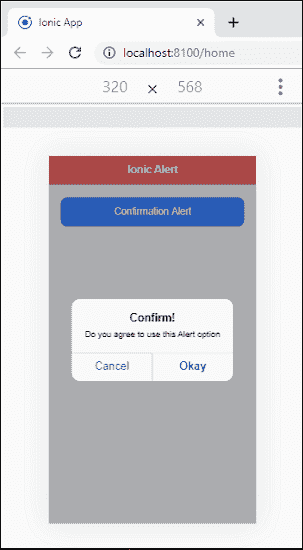 Ionic App
localhost:8100/home
320 × 568
Ionic Alert
Confirmation Alert
Confirm!
Do you agree to use this Alert option
Cancel Okay